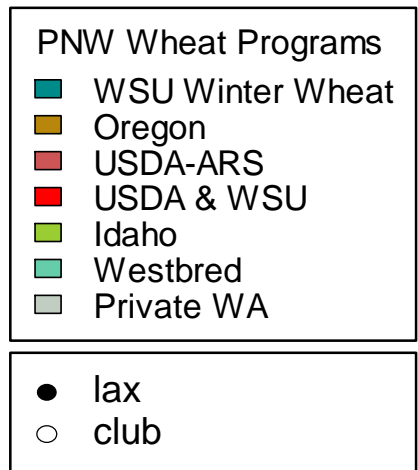 PNW Wheat Programs
WSU Winter Wheat
Oregon
USDA-ARS
USDA & WSU
Idaho
Westbred
Private WA
lax
club